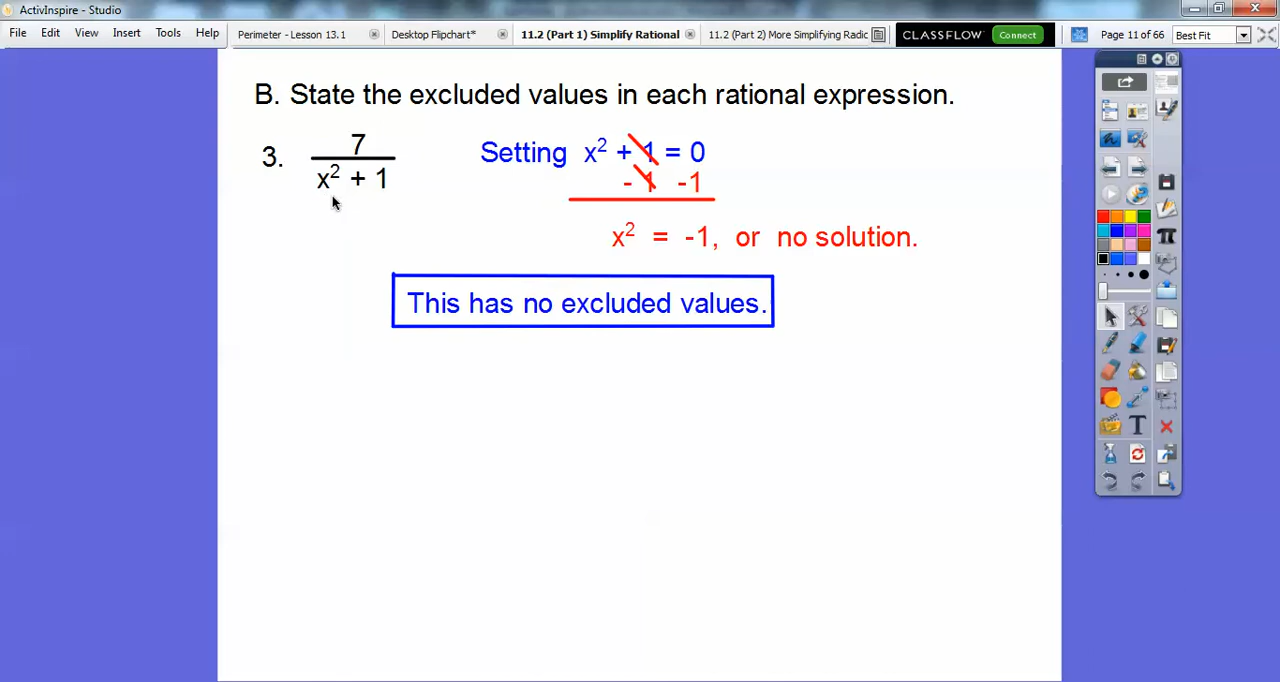 ActivInspire - Studio
File Edit View Insert Tools Help
Perimeter - Lesson 13.1
Desktop Flipchart*
11.2 (Part 1) Simplify Rational
11.2 (Part 2) More Simplifying Radic
CLASSFLOW Connect
Page 11 of 66
Best Fit
B. State the excluded values in each rational expression.
3. 7
x² + 1
Setting x² + 1 = 0
- 1 -1
x² = -1, or no solution.
This has no excluded values.